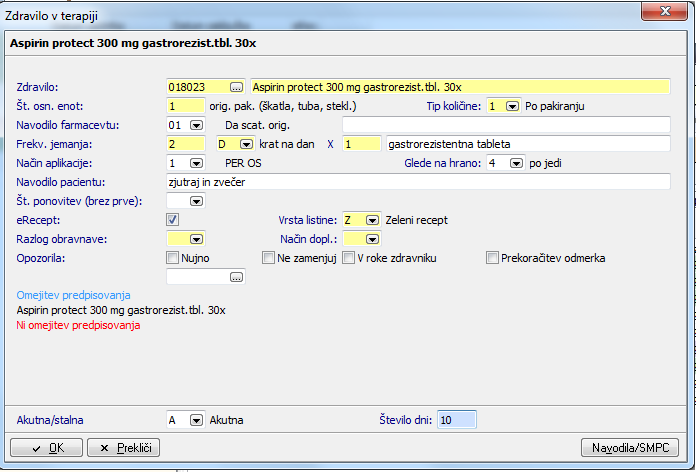 Zdravilo v terapiji
Aspirin protect 300 mg gastrorezist.tbl. 30x
Zdravilo: 018023 ... Aspirin protect 300 mg gastrorezist.tbl. 30x
Št. osn. enot: 1 orig. pak. (škatla, tuba, stekl.) Tip količine: 1 Po pakiranju
Navodilo farmacevtu: 01 Da scat. orig.
Frekv. jemanja: 2 D krat na dan X 1 gastrorezistentna tableta
Način aplikacije: 1 PER OS Glede na hrano: 4 po jedi
Navodilo pacientu: zjutraj in zvečer
Št. ponovitev (brez prve):
eRecept: Vrsta listine: Z Zeleni recept
Razlog obravnave: Način dopl.:
Opozorila: Nujno Ne zamenjuj V roke zdravniku Prekoračitev odmerka
...
Omejitev predpisovanja
Aspirin protect 300 mg gastrorezist.tbl. 30x
Ni omejitev predpisovanja
Akutna/stalna A Akutna Število dni: 10
OK Prekliči Navodila/SMPC